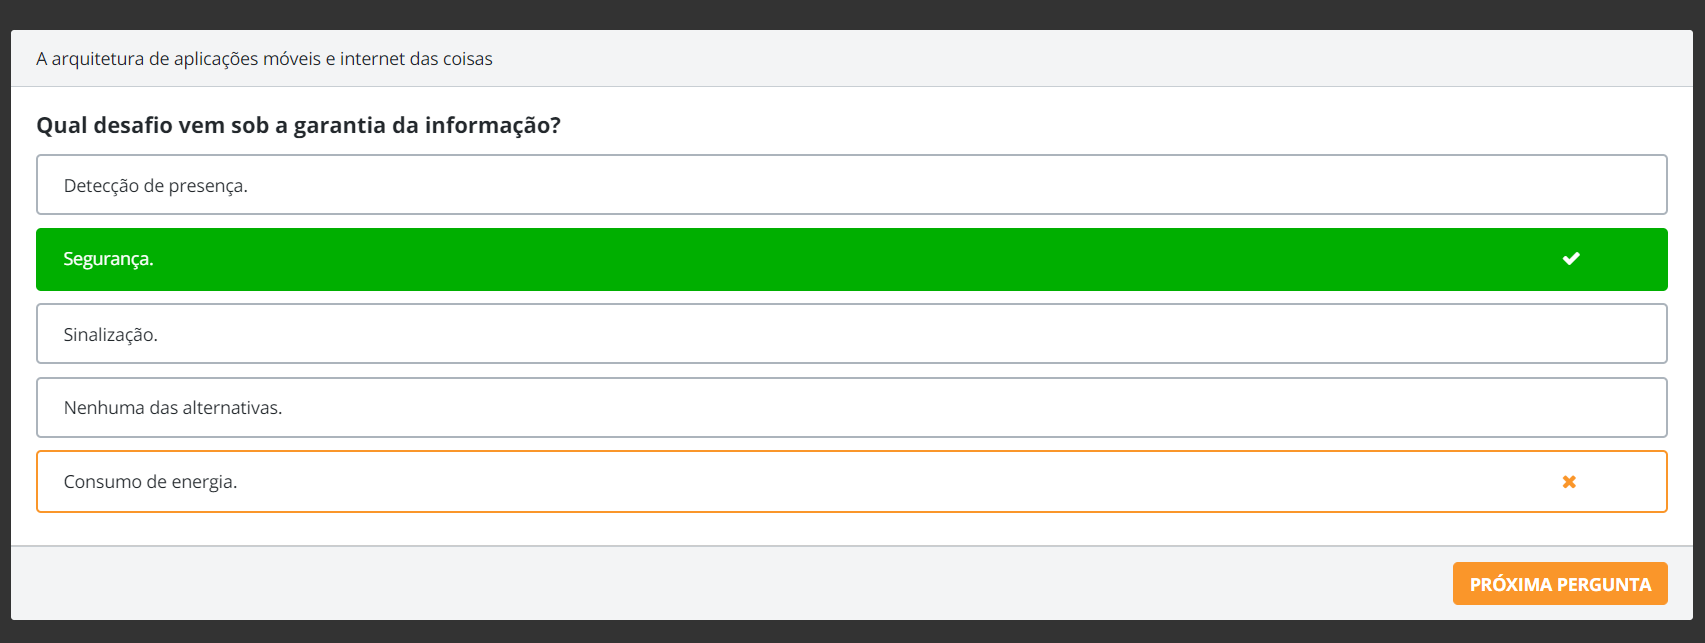 A arquitetura de aplicações móveis e internet das coisas
Qual desafio vem sob a garantia da informação?
Detecção de presença.
Segurança.
Sinalização.
Nenhuma das alternativas.
Consumo de energia.
PRÓXIMA PERGUNTA